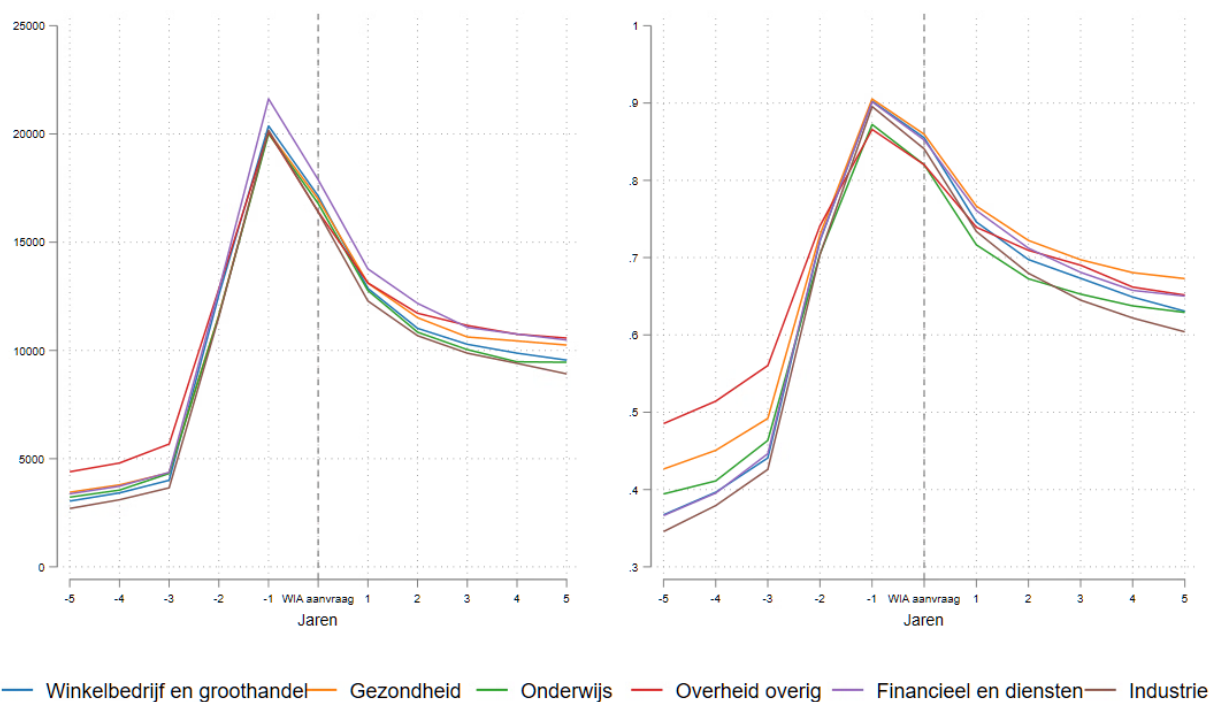 25000
20000
15000
10000
5000
0
-5 -4 -3 -2 -1 WIA aanvraag 1 2 3 4 5
Jaren
1
.9
.8
.7
.6
.5
.4
.3
-5 -4 -3 -2 -1 WIA aanvraag 1 2 3 4 5
Jaren
Winkelbedrijf en groothandel Gezondheid Onderwijs Overheid overig Financieel en diensten Industrie